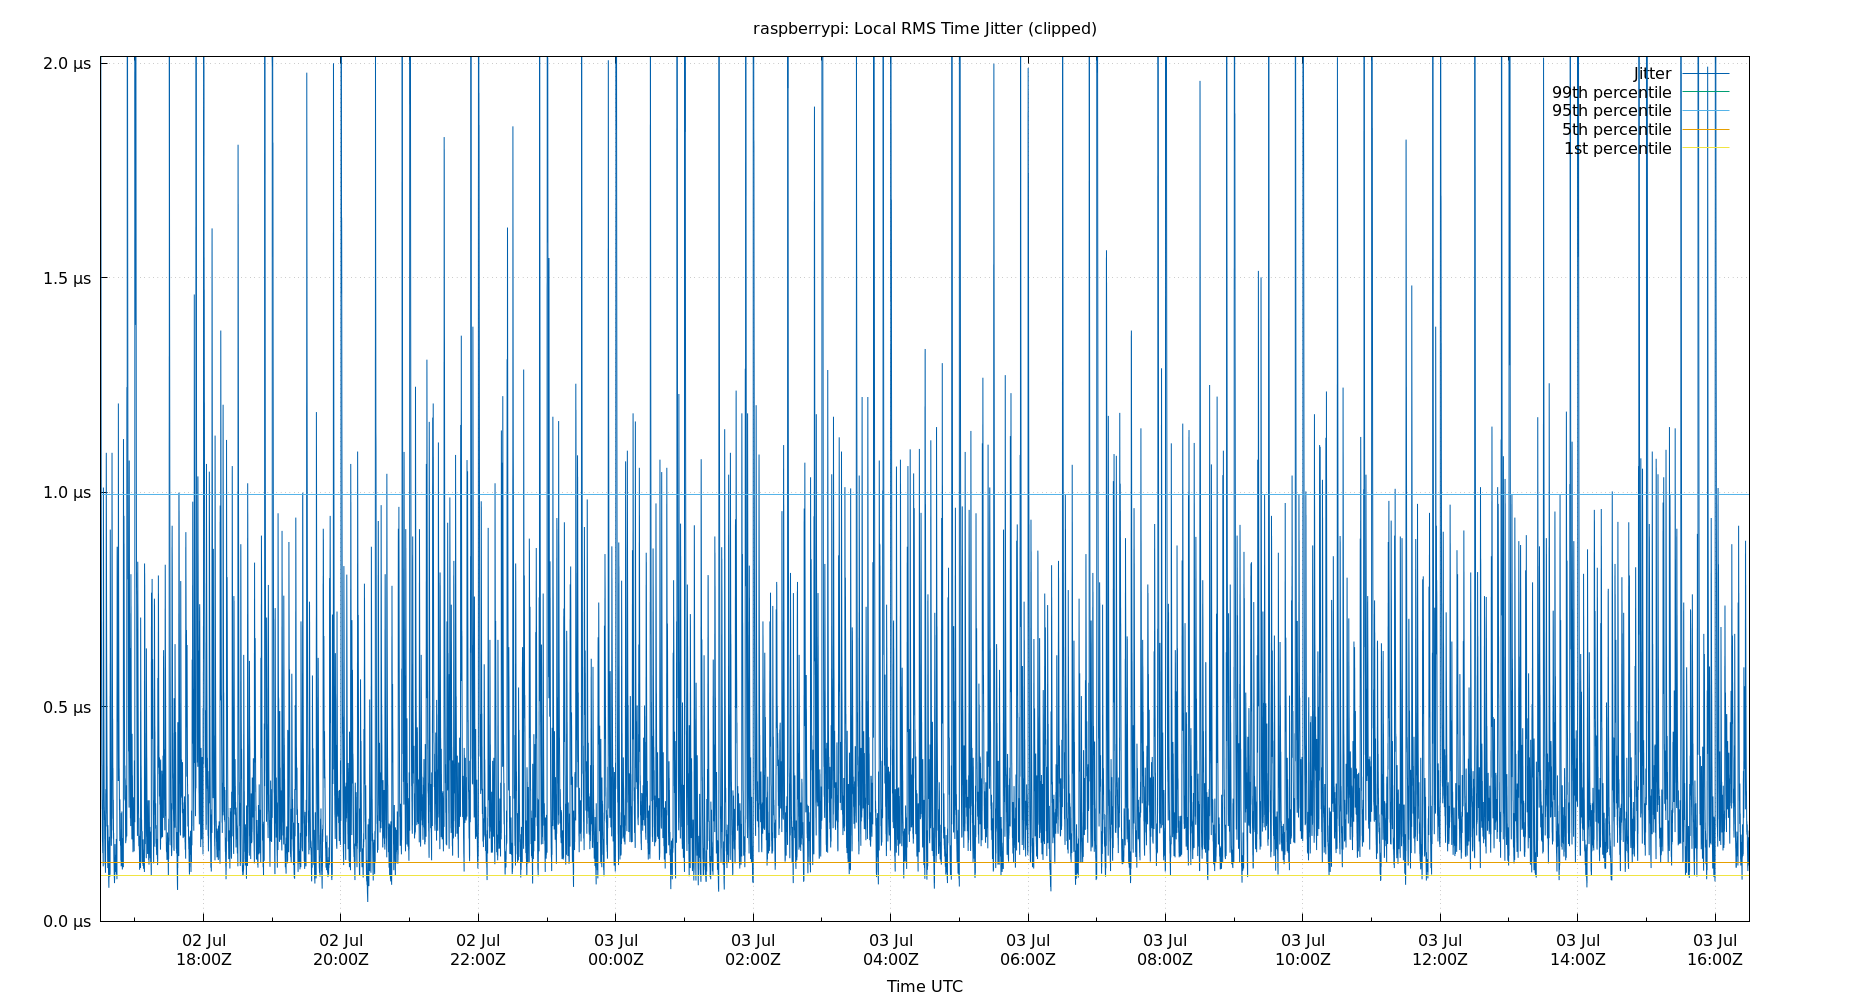 raspberrypi: Local RMS Time Jitter (clipped)
2.0 μs
1.5 μs
1.0 μs
0.5 μs
0.0 μs
Jitter
99th percentile
95th percentile
5th percentile
1st percentile
02 Jul
18:00Z
02 Jul
20:00Z
02 Jul
22:00Z
03 Jul
00:00Z
03 Jul
02:00Z
03 Jul
04:00Z
03 Jul
06:00Z
03 Jul
08:00Z
03 Jul
10:00Z
03 Jul
12:00Z
03 Jul
14:00Z
03 Jul
16:00Z
Time UTC